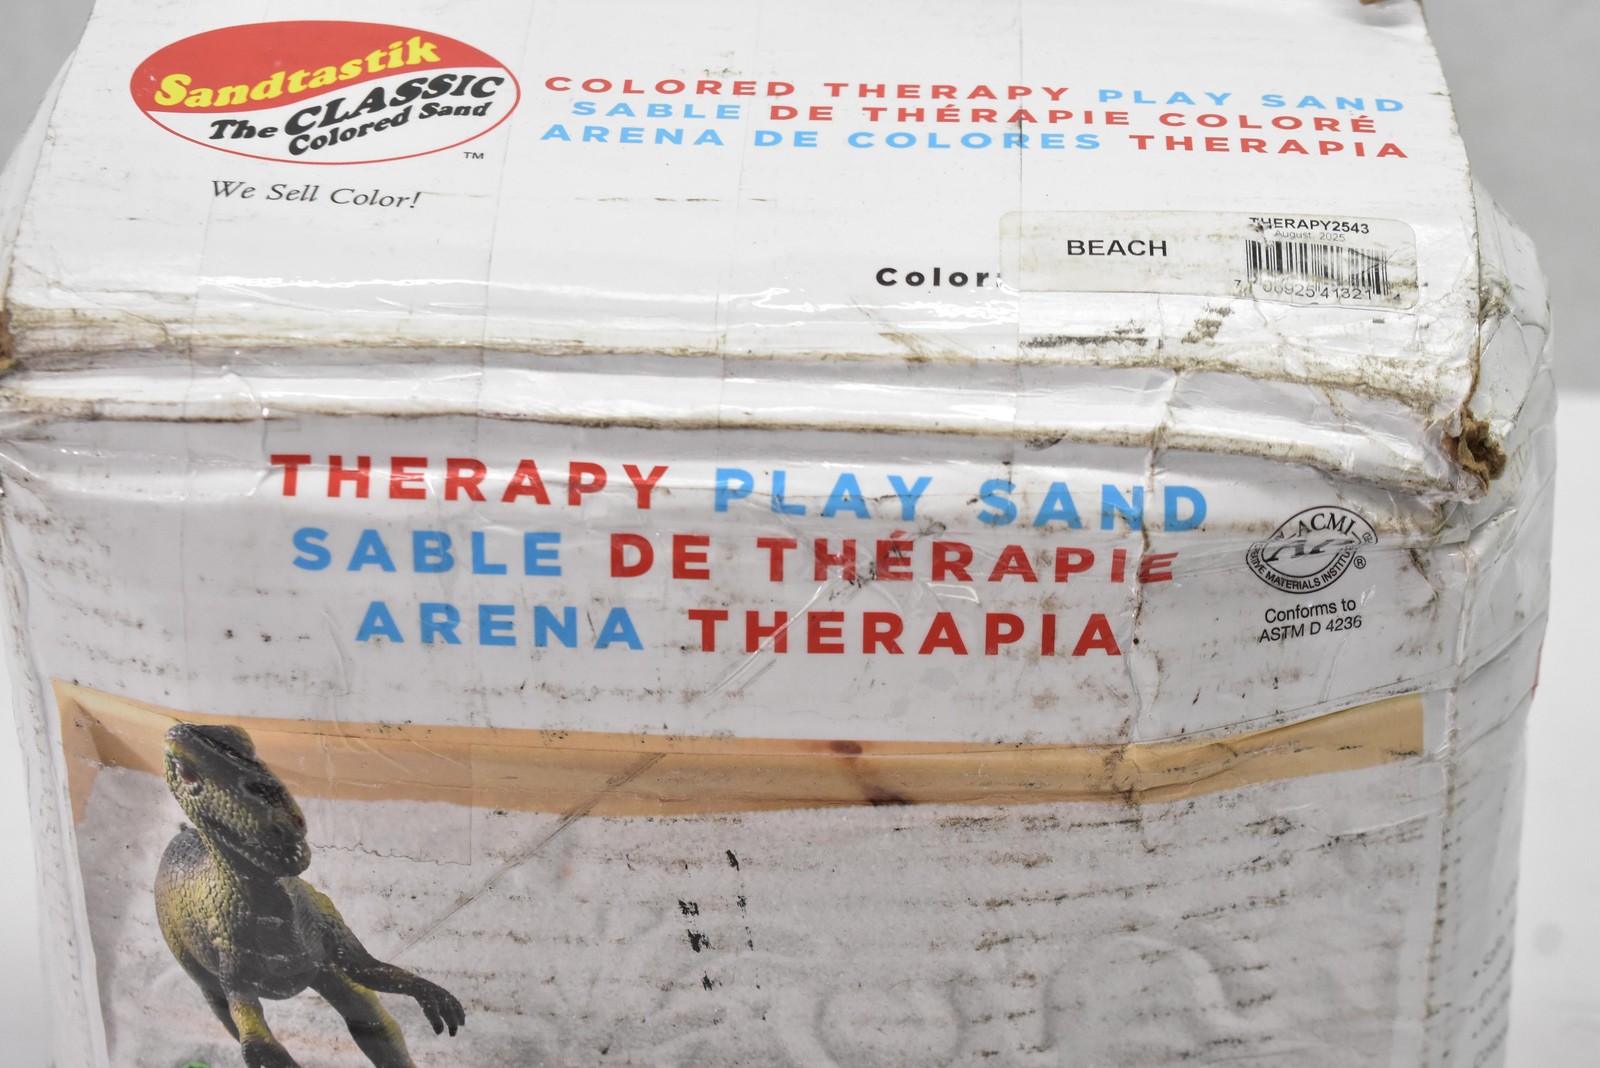 Sandtastik
The CLASSIC
Colored Sand
TM
We Sell Color!
COLORED THERAPY PLAY SAND
SABLE DE THÉRAPIE COLORÉ
ARENA DE COLORES THERAPIA
Color:
BEACH
THERAPY2543
August, 2025
THERAPY PLAY SAND
SABLE DE THÉRAPIE
ARENA THERAPIA
ACMI
AP
®
Conforms to
ASTM D 4236